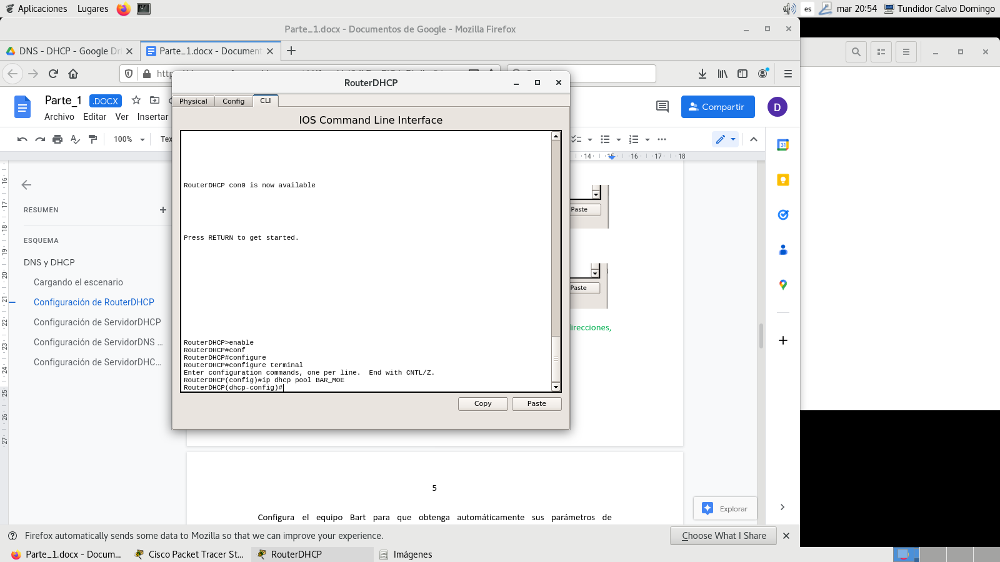 Aplicaciones Lugares es mar 20:54 Tundidor Calvo Domingo
Parte_1.docx - Documentos de Google - Mozilla Firefox
DNS - DHCP - Google Dri
Parte_1.docx - Document
RouterDHCP
Parte_1 .DOCX
Archivo Editar Ver Insertar
Compartir
D
100%
Physical Config CLI
IOS Command Line Interface
14 15 16 17 18
RouterDHCP con0 is now available
Press RETURN to get started.
RouterDHCP>enable
RouterDHCP#conf
RouterDHCP#configure
RouterDHCP#configure terminal
Enter configuration commands, one per line.  End with CNTL/Z.
RouterDHCP(config)#ip dhcp pool BAR_MOE
RouterDHCP(dhcp-config)#
Copy Paste
RESUMEN
ESQUEMA
DNS y DHCP
Cargando el escenario
Configuración de RouterDHCP
Configuración de ServidorDHCP
Configuración de ServidorDNS ...
Configuración de ServidorDHC...
16
17
18
19
20
21
22
23
24
25
26
27
Paste
Paste
irecciones,
31
5
Configura el equipo Bart para que obtenga automáticamente sus parámetros de
Explorar
Firefox automatically sends some data to Mozilla so that we can improve your experience.
Choose What I Share
Parte_1.docx - Docum... Cisco Packet Tracer St... RouterDHCP Imágenes